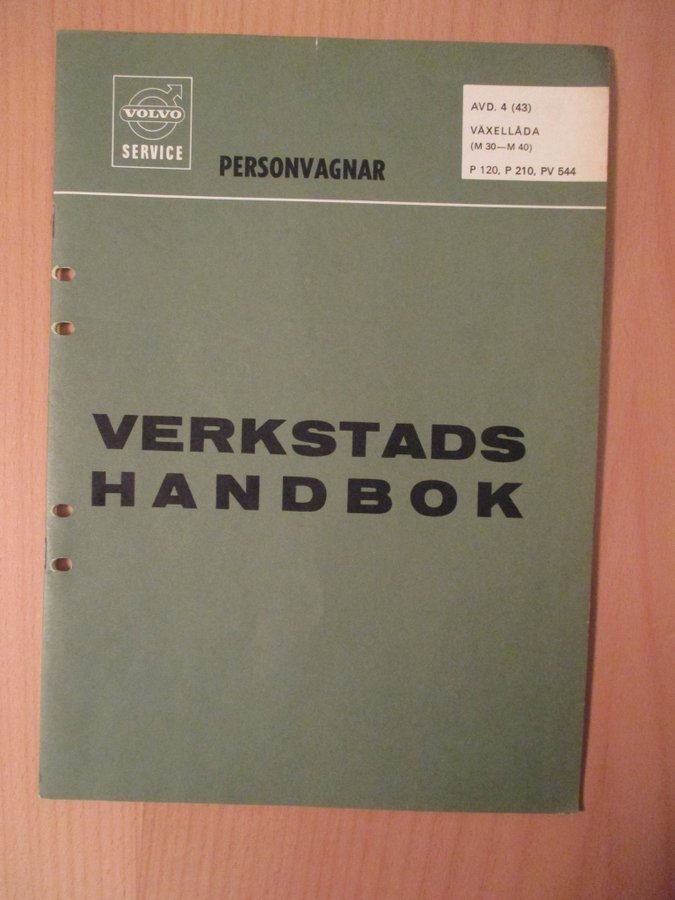 VOLVO
SERVICE
PERSONVAGNAR
AVD. 4 (43)
VÄXELLÅDA
(M 30—M 40)
P 120, P 210, PV 544
VERKSTADS
HANDBOK